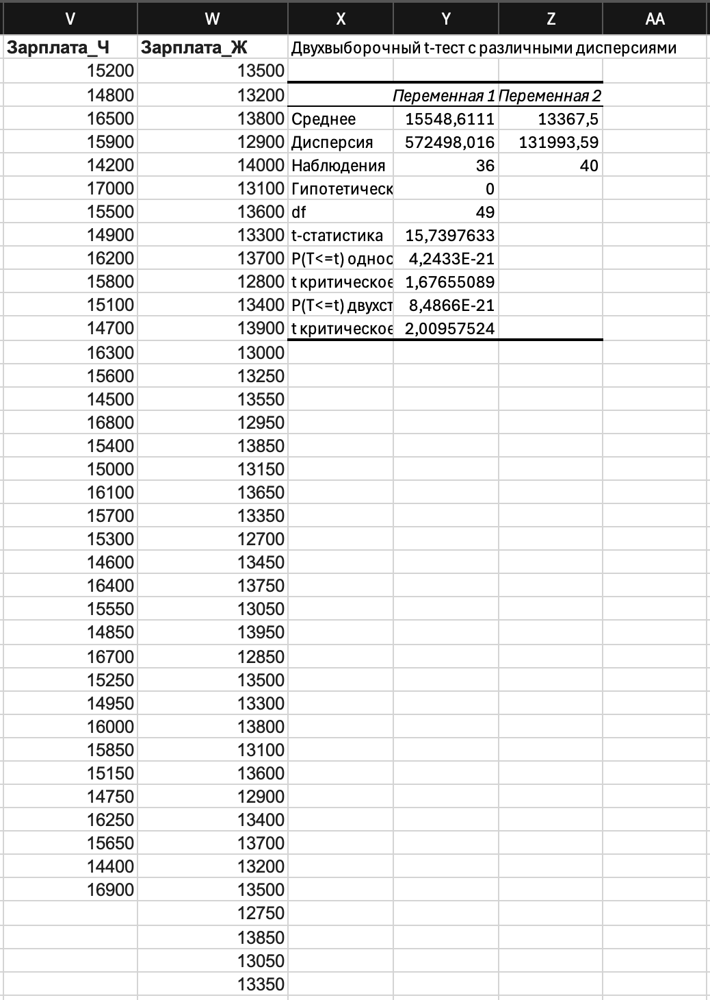 V W X Y Z AA
Зарплата_Ч Зарплата_Ж Двухвыборочный t-тест с различными дисперсиями
15200 13500
14800 13200 Переменная 1 Переменная 2
16500 13800 Среднее 15548,6111 13367,5
15900 12900 Дисперсия 572498,016 131993,59
14200 14000 Наблюдения 36 40
17000 13100 Гипотетическ 0
15500 13600 df 49
14900 13300 t-статистика 15,7397633
16200 13700 P(T<=t) однос 4,2433E-21
15800 12800 t критическое 1,67655089
15100 13400 P(T<=t) двухст 8,4866E-21
14700 13900 t критическое 2,00957524
16300 13000
15600 13250
14500 13550
16800 12950
15400 13850
15000 13150
16100 13650
15700 13350
15300 12700
14600 13450
16400 13750
15550 13050
14850 13950
16700 12850
15250 13500
14950 13300
16000 13800
15850 13100
15150 13600
14750 12900
16250 13400
15650 13700
14400 13200
16900 13500
12750
13850
13050
13350